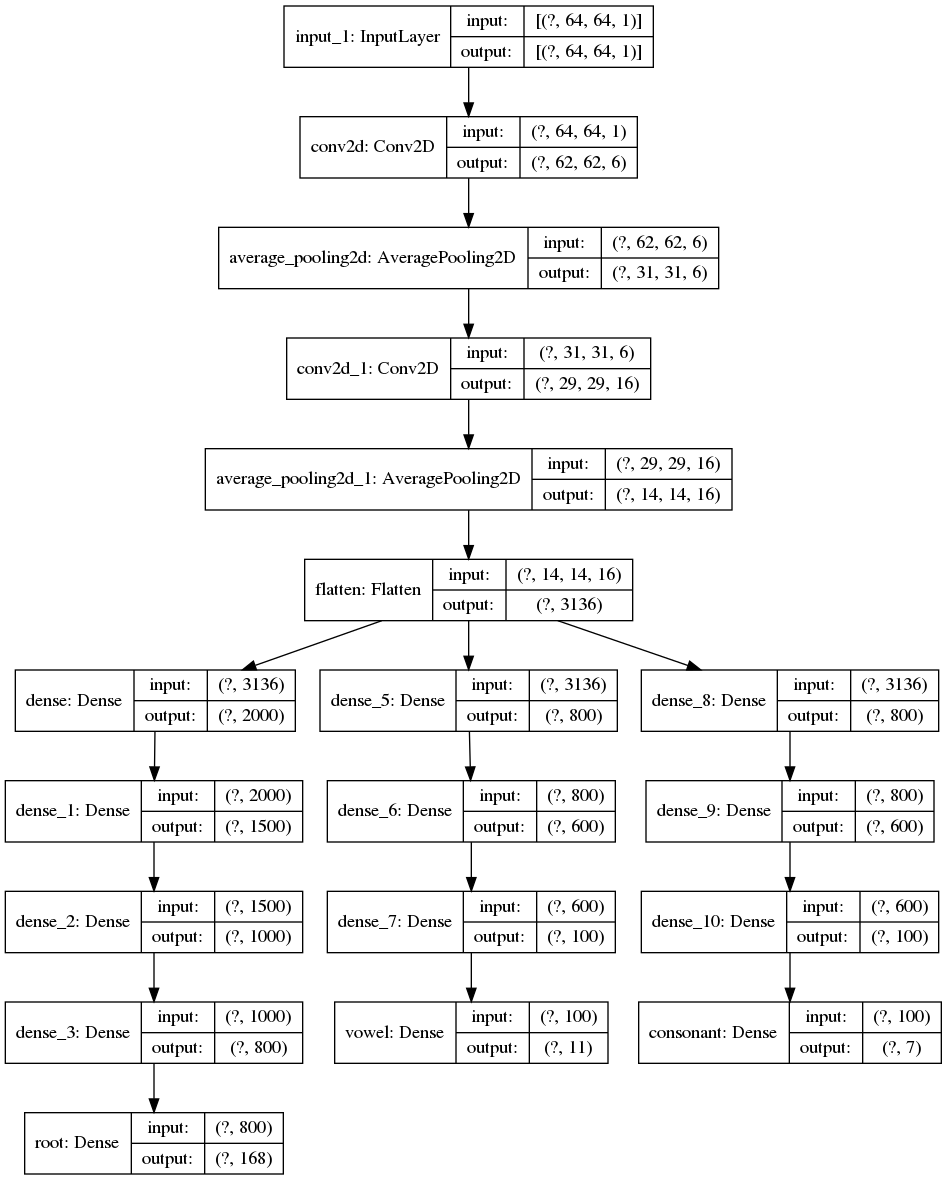 input_1: InputLayer
input: [(?, 64, 64, 1)]
output: [(?, 64, 64, 1)]
conv2d: Conv2D
input: (?, 64, 64, 1)
output: (?, 62, 62, 6)
average_pooling2d: AveragePooling2D
input: (?, 62, 62, 6)
output: (?, 31, 31, 6)
conv2d_1: Conv2D
input: (?, 31, 31, 6)
output: (?, 29, 29, 16)
average_pooling2d_1: AveragePooling2D
input: (?, 29, 29, 16)
output: (?, 14, 14, 16)
flatten: Flatten
input: (?, 14, 14, 16)
output: (?, 3136)
dense: Dense
input: (?, 3136)
output: (?, 2000)
dense_5: Dense
input: (?, 3136)
output: (?, 800)
dense_8: Dense
input: (?, 3136)
output: (?, 800)
dense_1: Dense
input: (?, 2000)
output: (?, 1500)
dense_6: Dense
input: (?, 800)
output: (?, 600)
dense_9: Dense
input: (?, 800)
output: (?, 600)
dense_2: Dense
input: (?, 1500)
output: (?, 1000)
dense_7: Dense
input: (?, 600)
output: (?, 100)
dense_10: Dense
input: (?, 600)
output: (?, 100)
dense_3: Dense
input: (?, 1000)
output: (?, 800)
vowel: Dense
input: (?, 100)
output: (?, 11)
consonant: Dense
input: (?, 100)
output: (?, 7)
root: Dense
input: (?, 800)
output: (?, 168)